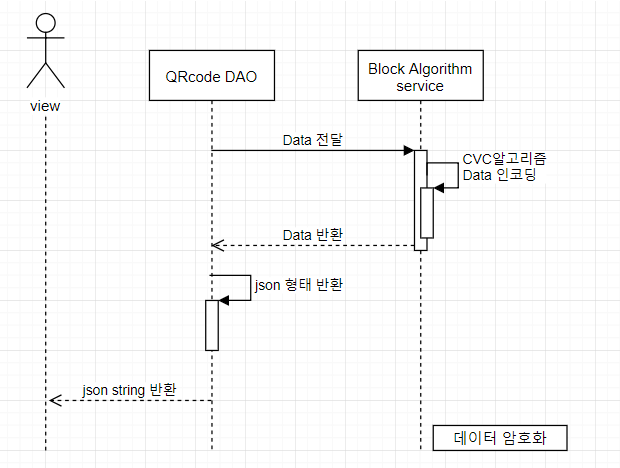 view
QRcode DAO
Block Algorithm
service
Data 전달
CVC알고리즘
Data 인코딩
Data 반환
json 형태 반환
json string 반환
데이터 암호화